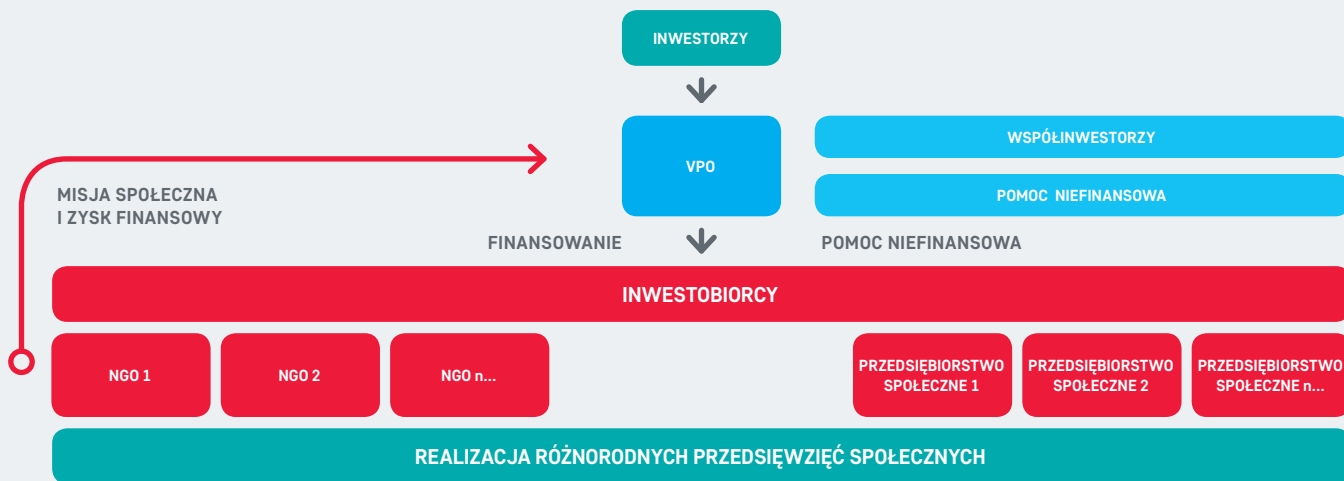 INWESTORZY
VPO
WSPÓŁINWESTORZY
POMOC NIEFINANSOWA
MISJA SPOŁECZNA
I ZYSK FINANSOWY
FINANSOWANIE
POMOC NIEFINANSOWA
INWESTOBIORCY
NGO 1
NGO 2
NGO n...
PRZEDSIĘBIORSTWO
SPOŁECZNE 1
PRZEDSIĘBIORSTWO
SPOŁECZNE 2
PRZEDSIĘBIORSTWO
SPOŁECZNE n...
REALIZACJA RÓŻNORODNYCH PRZEDSIĘWZIĘĆ SPOŁECZNYCH